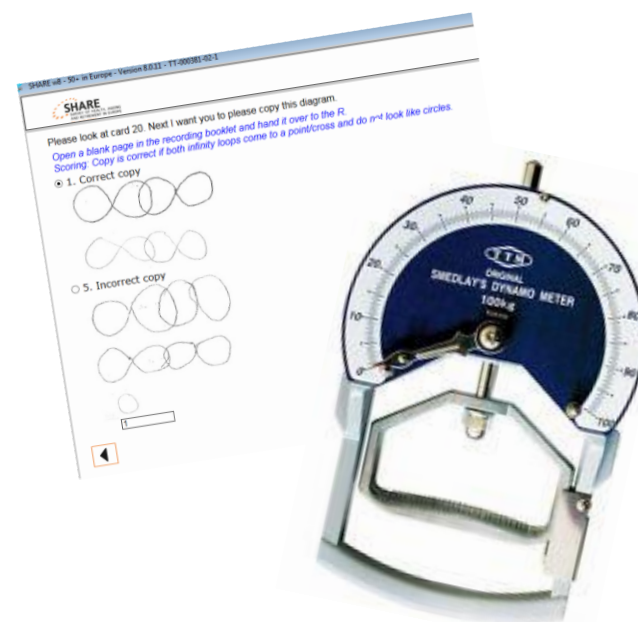 SHARE w8 - 50+ in Europe - Version 8.0.11 - TT-000381-02-1
SHARE
Please look at card 20. Next I want you to please copy this diagram.
Open a blank page in the recording booklet and hand it over to the R.
Scoring: Copy is correct if both infinity loops come to a point/cross and do not look like circles.
1. Correct copy
5. Incorrect copy
1
TTM
ORIGINAL
SMEDLAY'S DYNAMO METER
100kg
0
10
20
30
40
50
60
70
80
90
100